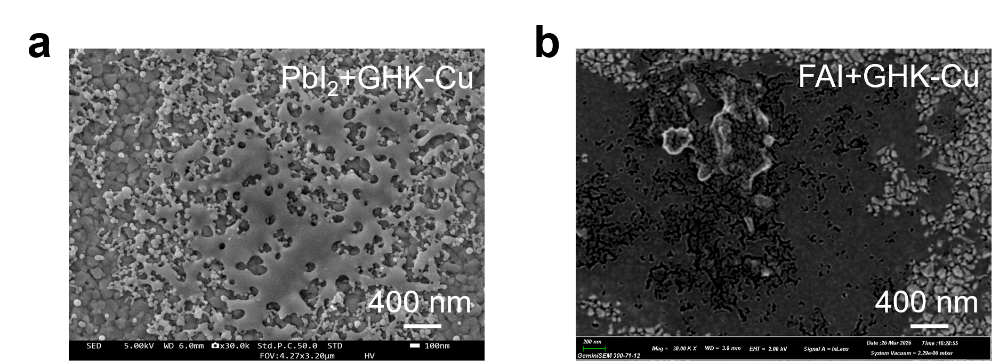 a
PbI2+GHK-Cu
400 nm
SED 5.00kV WD 6.0mm x30.0k Std.P.C.50.0 STD 100nm
FOV:4.27x3.20µm HV
b
FAI+GHK-Cu
400 nm
200 nm
GeminiSEM 300-71-12
Mag = 30.00 K X WD = 3.8 mm EHT = 2.00 kV Signal A = InLens
Date :26 Mar 2026 Time :16:28:55
System Vacuum = 2.29e-06 mbar